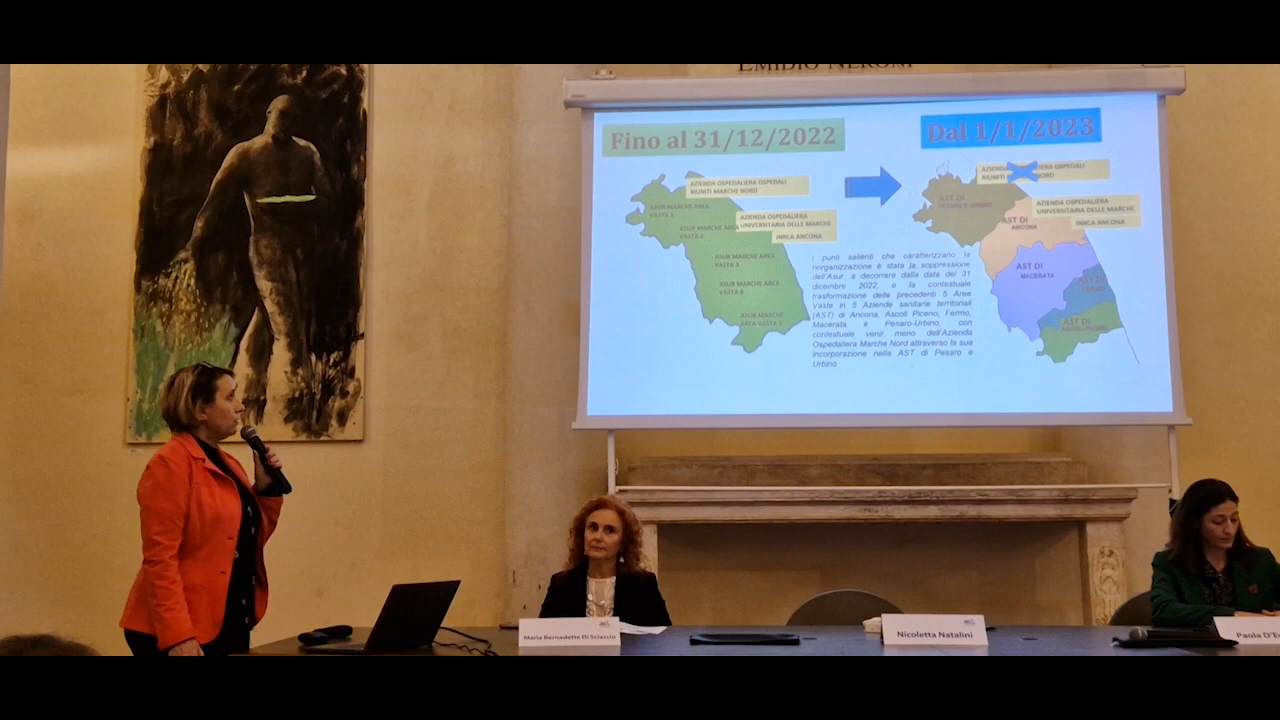 EMIDIO NERONI
Fino al 31/12/2022
Dal 1/1/2023
AZIENDA OSPEDALIERA OSPEDALI
RIUNITI MARCHE NORD
ASUR MARCHE AREA
VASTA 1
ASUR MARCHE AREA
VASTA 2
AZIENDA OSPEDALIERA
UNIVERSITARIA DELLE MARCHE
INRCA ANCONA
ASUR MARCHE AREA
VASTA 3
ASUR MARCHE AREA
VASTA 4
ASUR MARCHE
AREA VASTA 5
I punti salienti che caratterizzano la
riorganizzazione è stata la soppressione
dell'Asur, a decorrere dalla data del 31
dicembre 2022, e la contestuale
trasformazione delle precedenti 5 Aree
Vaste in 5 Aziende sanitarie territoriali
(AST) di Ancona, Ascoli Piceno, Fermo,
Macerata e Pesaro-Urbino, con
contestuale venir meno dell'Azienda
Ospedaliera Marche Nord attraverso la sua
incorporazione nella AST di Pesaro e
Urbino
AZIENDA OSPEDALI
RIUNITI NORD
AST DI
PESARO E URBINO
AZIENDA OSPEDALIERA
UNIVERSITARIA DELLE MARCHE
INRCA ANCONA
AST DI
ANCONA
AST DI
MACERATA
AST DI
FERMO
AST DI
ASCOLI PICENO
Maria Bernadette Di Sciascio
Nicoletta Natalini
Paola D'E